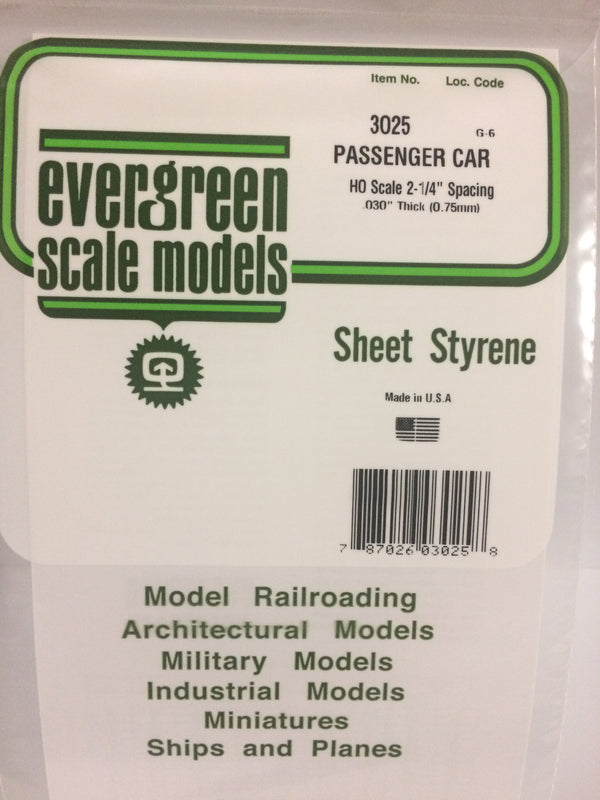 Item No. Loc. Code
3025 G-6
PASSENGER CAR
HO Scale 2-1/4" Spacing
.030" Thick (0.75mm)
evergreen
scale models
Sheet Styrene
Made in U.S.A
7 87026 03025 8
Model Railroading
Architectural Models
Military Models
Industrial Models
Miniatures
Ships and Planes